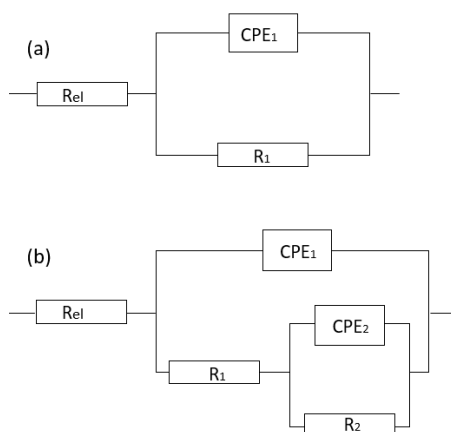 (a)
CPE₁
Rel
R₁
(b)
CPE₁
Rel
CPE₂
R₁
R₂